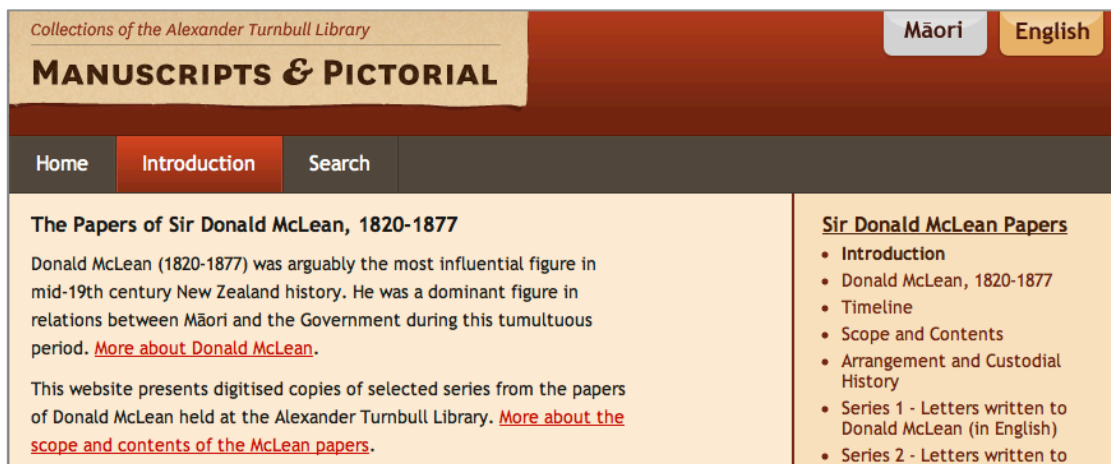 Collections of the Alexander Turnbull Library
MANUSCRIPTS & PICTORIAL
Māori
English
Home
Introduction
Search
The Papers of Sir Donald McLean, 1820-1877
Donald McLean (1820-1877) was arguably the most influential figure in
mid-19th century New Zealand history. He was a dominant figure in
relations between Māori and the Government during this tumultuous
period. More about Donald McLean.
This website presents digitised copies of selected series from the papers
of Donald McLean held at the Alexander Turnbull Library. More about the
scope and contents of the McLean papers.
Sir Donald McLean Papers
• Introduction
• Donald McLean, 1820-1877
• Timeline
• Scope and Contents
• Arrangement and Custodial
History
• Series 1 - Letters written to
Donald McLean (in English)
• Series 2 - Letters written to